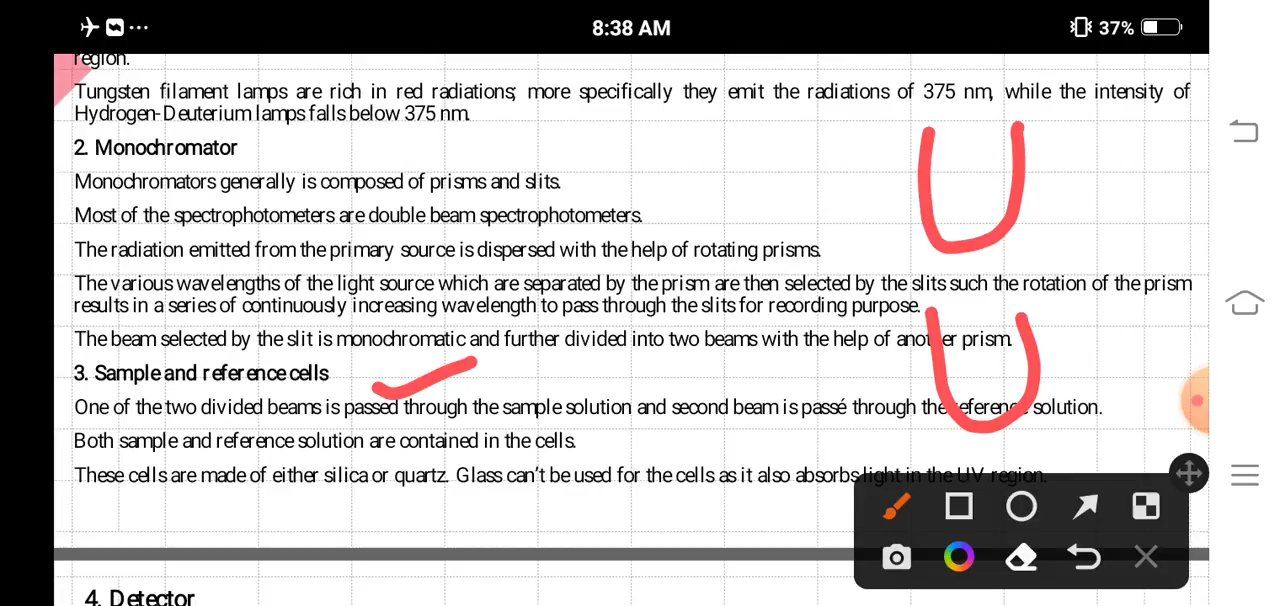 8:38 AM
37%
region.
Tungsten filament lamps are rich in red radiations; more specifically they emit the radiations of 375 nm, while the intensity of
Hydrogen-Deuterium lamps falls below 375 nm.
2. Monochromator
Monochromators generally is composed of prisms and slits.
Most of the spectrophotometers are double beam spectrophotometers.
The radiation emitted from the primary source is dispersed with the help of rotating prisms.
The various wavelengths of the light source which are separated by the prism are then selected by the slits such the rotation of the prism
results in a series of continuously increasing wavelength to pass through the slits for recording purpose.
The beam selected by the slit is monochromatic and further divided into two beams with the help of another prism.
3. Sample and reference cells
One of the two divided beams is passed through the sample solution and second beam is passé through the reference solution.
Both sample and reference solution are contained in the cells.
These cells are made of either silica or quartz. Glass can't be used for the cells as it also absorbs light in the UV region.
4. Detector